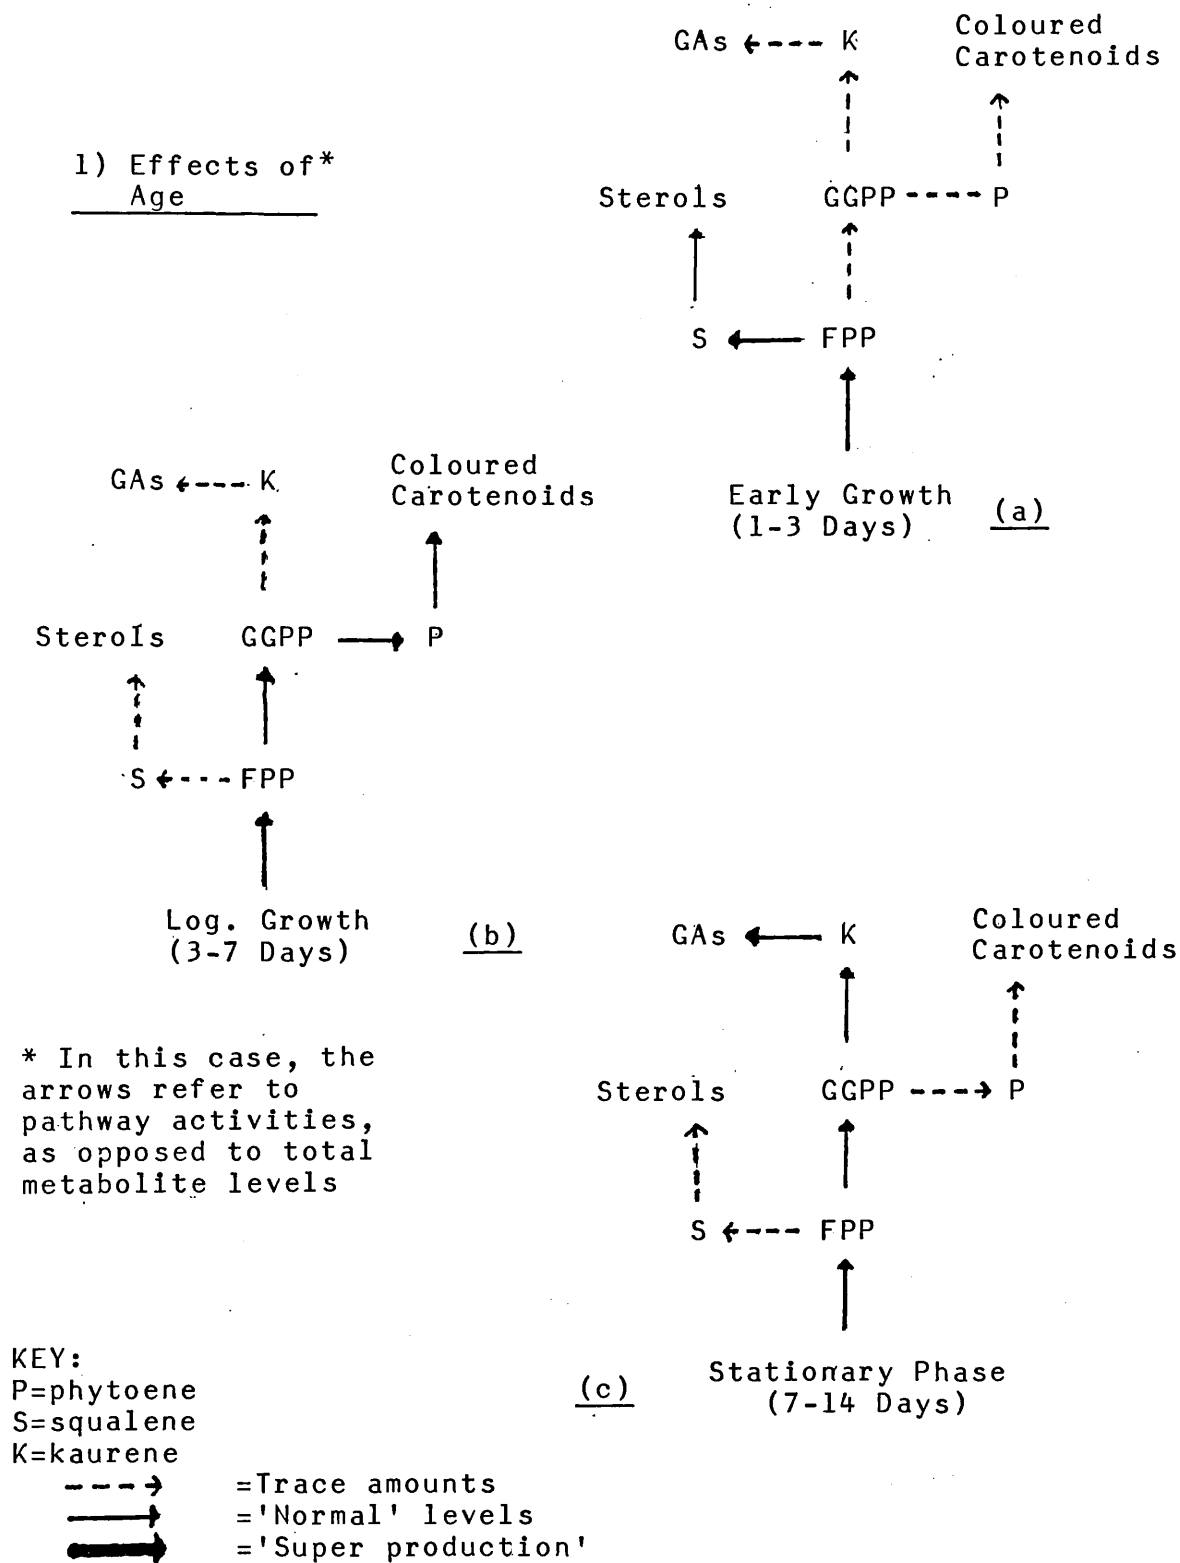 1) Effects of*
Age
GAs K
Coloured
Carotenoids
Sterols GGPP P
S FPP
Early Growth
(1-3 Days)
(a)
GAs K
Coloured
Carotenoids
Sterols GGPP P
S FPP
Log. Growth
(3-7 Days)
(b)
GAs K
Coloured
Carotenoids
Sterols GGPP P
S FPP
Stationary Phase
(7-14 Days)
(c)
* In this case, the
arrows refer to
pathway activities,
as opposed to total
metabolite levels
KEY:
P=phytoene
S=squalene
K=kaurene
=Trace amounts
='Normal' levels
='Super production'